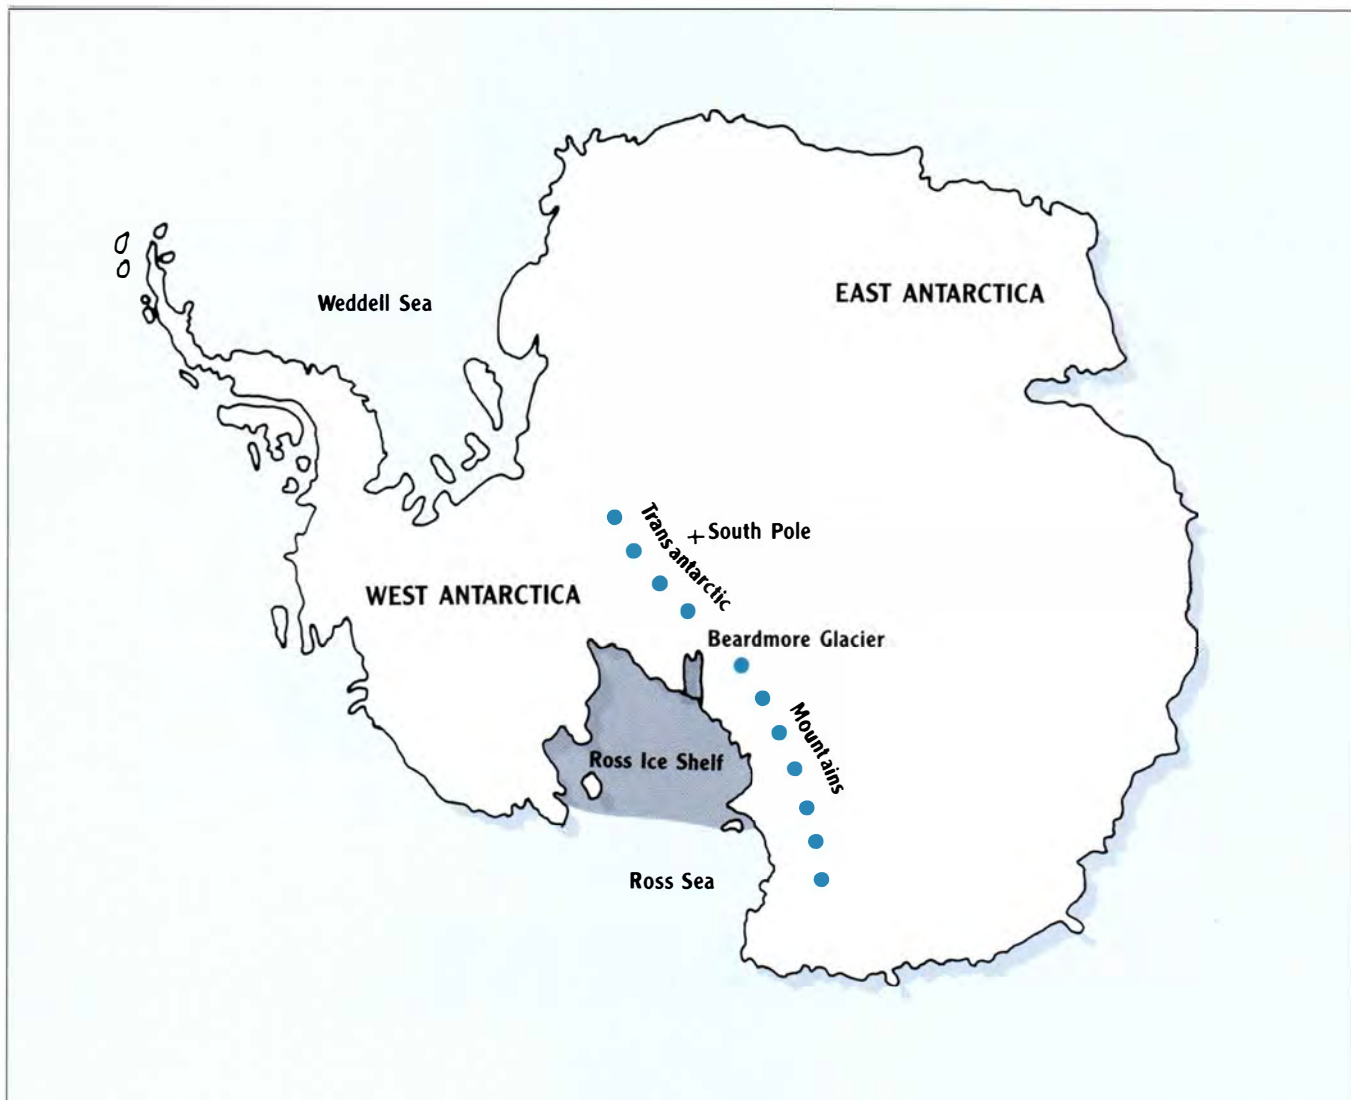 Weddell Sea
EAST ANTARCTICA
Transantarctic
South Pole
WEST ANTARCTICA
Beardmore Glacier
Mountains
Ross Ice Shelf
Ross Sea